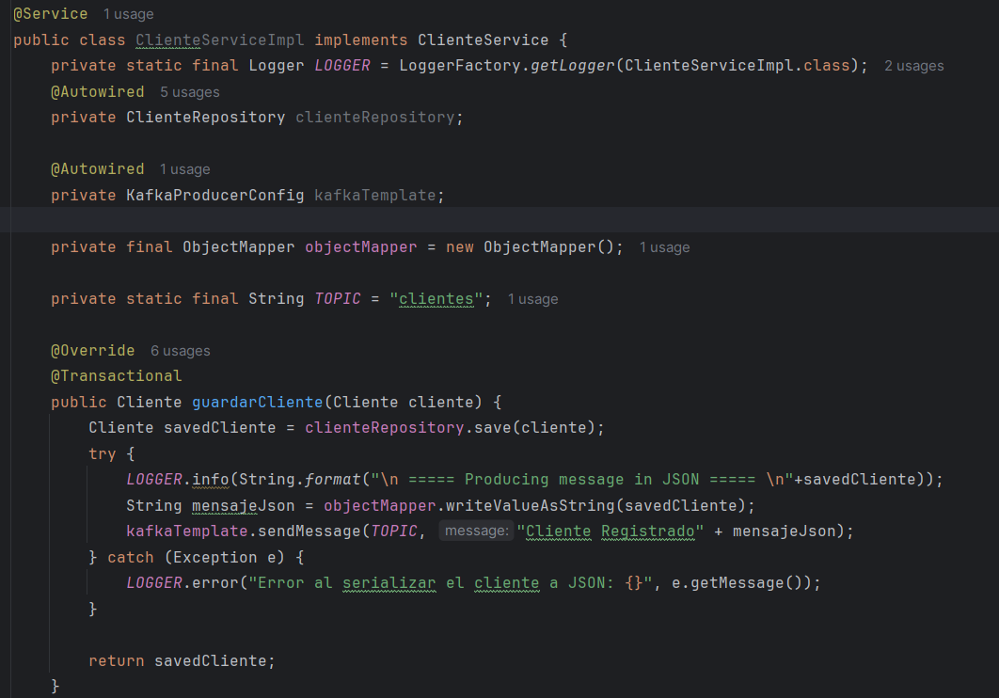 @Service 1 usage
public class ClienteServiceImpl implements ClienteService {
    private static final Logger LOGGER = LoggerFactory.getLogger(ClienteServiceImpl.class); 2 usages
    @Autowired 5 usages
    private ClienteRepository clienteRepository;
    @Autowired 1 usage
    private KafkaProducerConfig kafkaTemplate;
    private final ObjectMapper objectMapper = new ObjectMapper(); 1 usage
    private static final String TOPIC = "clientes"; 1 usage
    @Override 6 usages
    @Transactional
    public Cliente guardarCliente(Cliente cliente) {
        Cliente savedCliente = clienteRepository.save(cliente);
        try {
            LOGGER.info(String.format("\n ===== Producing message in JSON ===== \n"+savedCliente));
            String mensajeJson = objectMapper.writeValueAsString(savedCliente);
            kafkaTemplate.sendMessage(TOPIC, message: "Cliente Registrado" + mensajeJson);
        } catch (Exception e) {
            LOGGER.error("Error al serializar el cliente a JSON: {}", e.getMessage());
        }
        return savedCliente;
    }